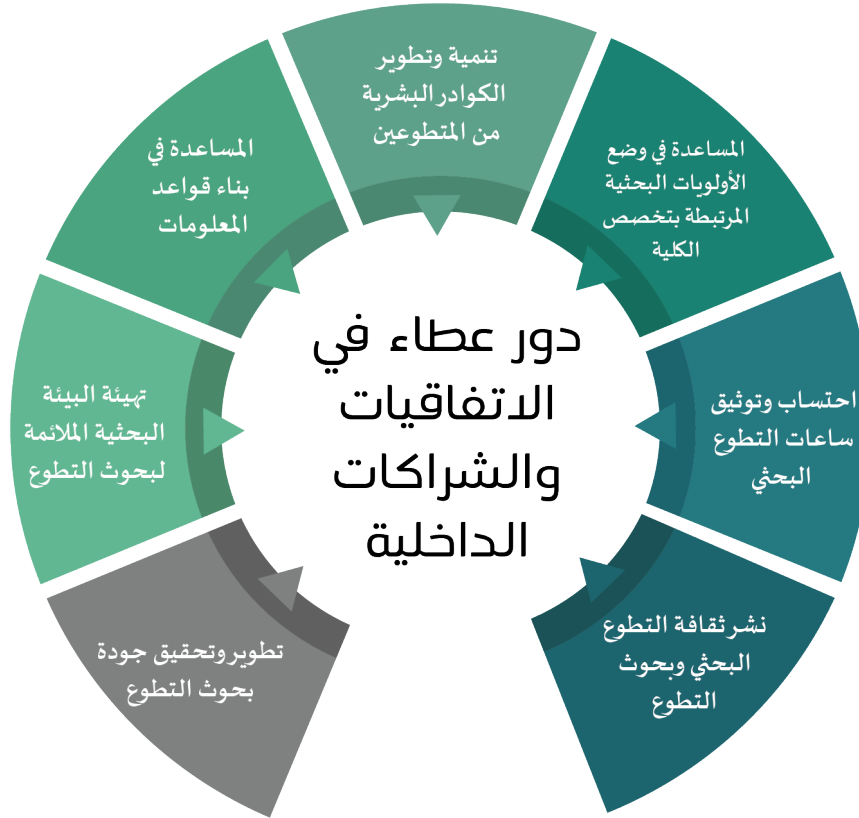 دور عطاء في
الاتفاقيات
والشراكات
الداخلية
نشر ثقافة التطوع
البحثي وبحوث
التطوع
احتساب وتوثيق
ساعات التطوع
البحثي
المساعدة في وضع
الأولويات البحثية
المرتبطة بتخصص
الكلية
تنمية وتطوير
الكوادر البشرية
من المتطوعين
المساعدة في
بناء قواعد
المعلومات
تهيئة البيئة
البحثية الملائمة
لبحوث التطوع
تطوير وتحقيق جودة
بحوث التطوع